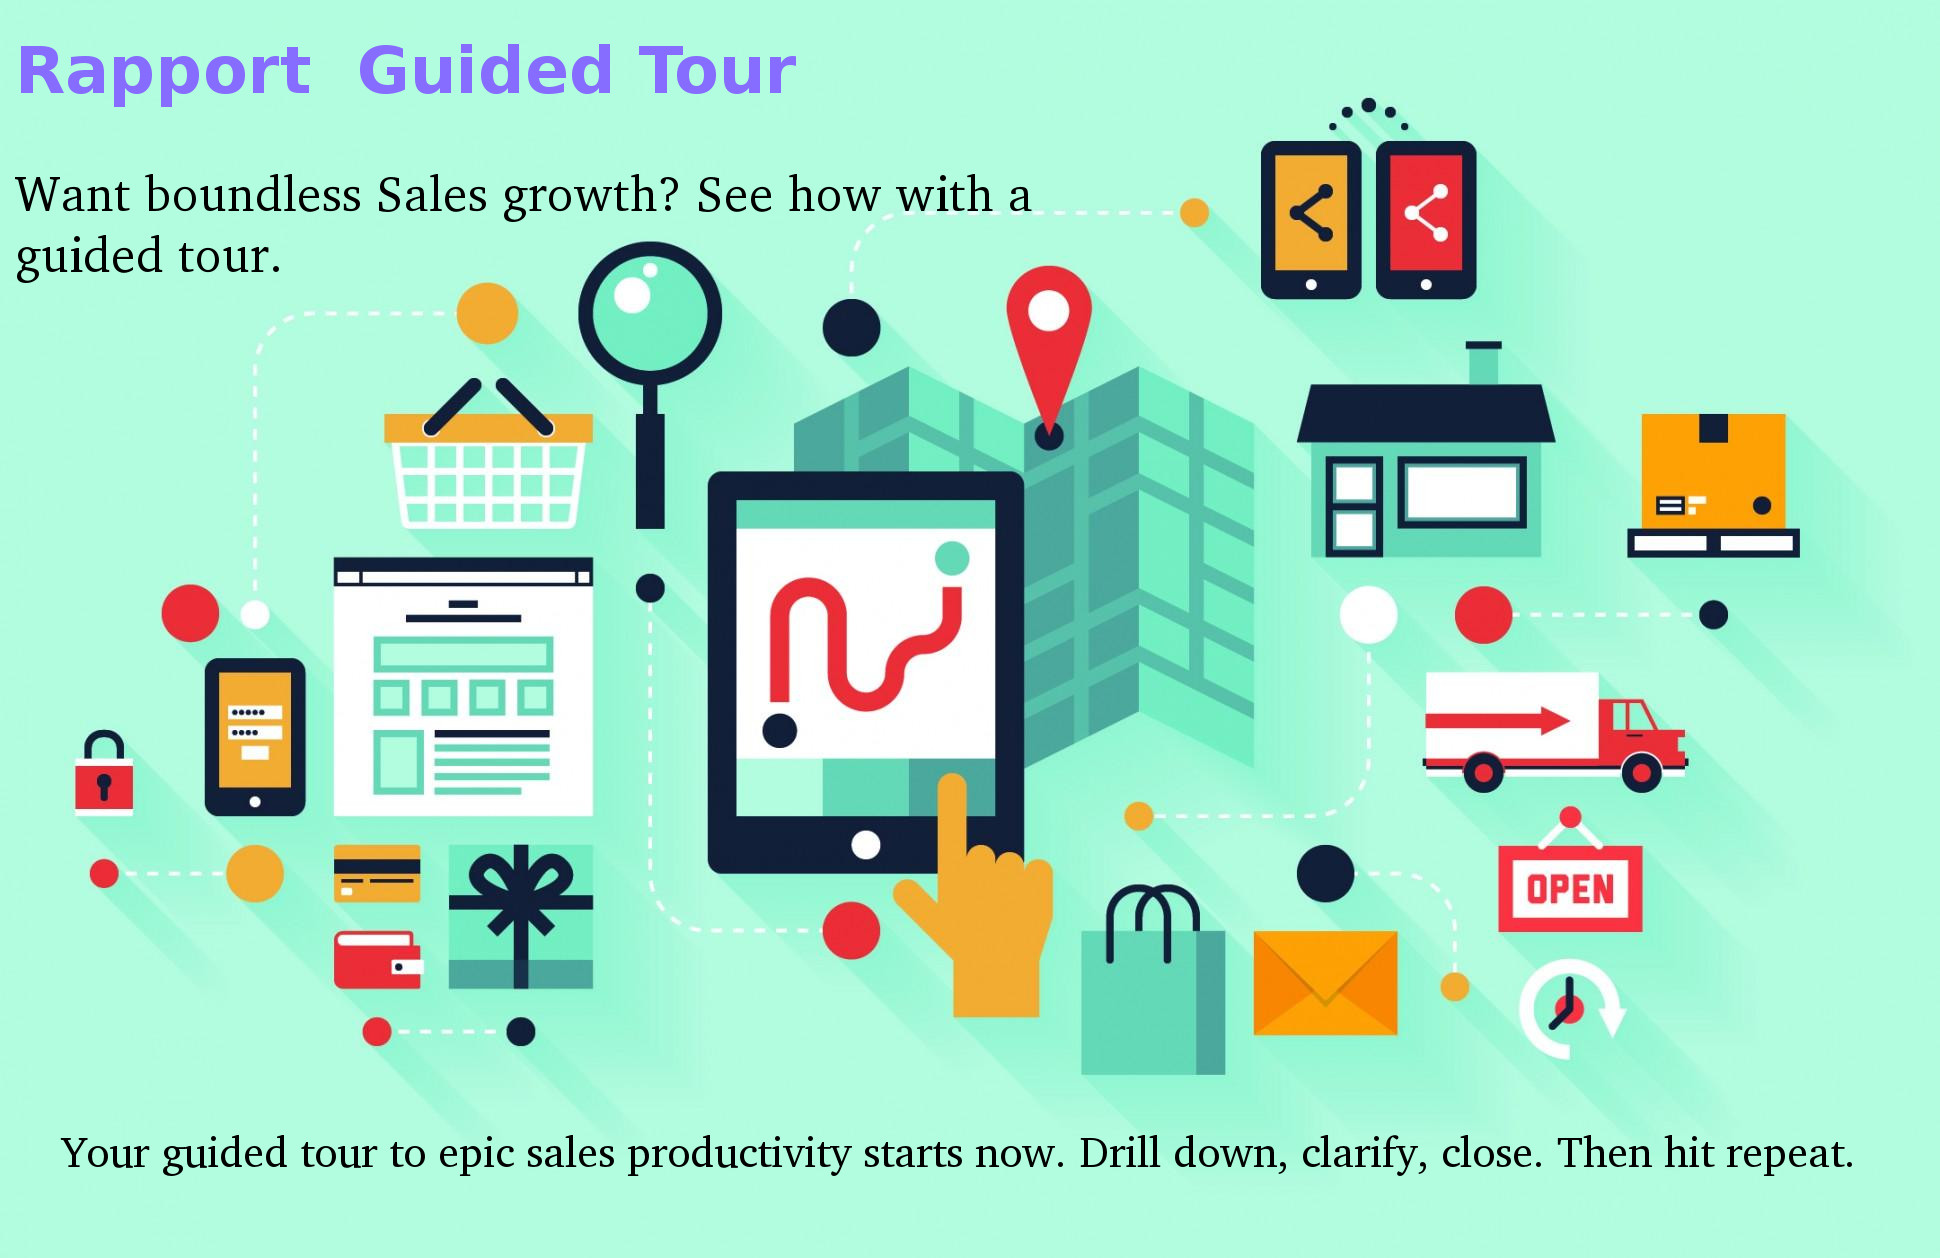 Rapport  Guided Tour
Want boundless Sales growth? See how with a
guided tour.
OPEN
Your guided tour to epic sales productivity starts now. Drill down, clarify, close. Then hit repeat.